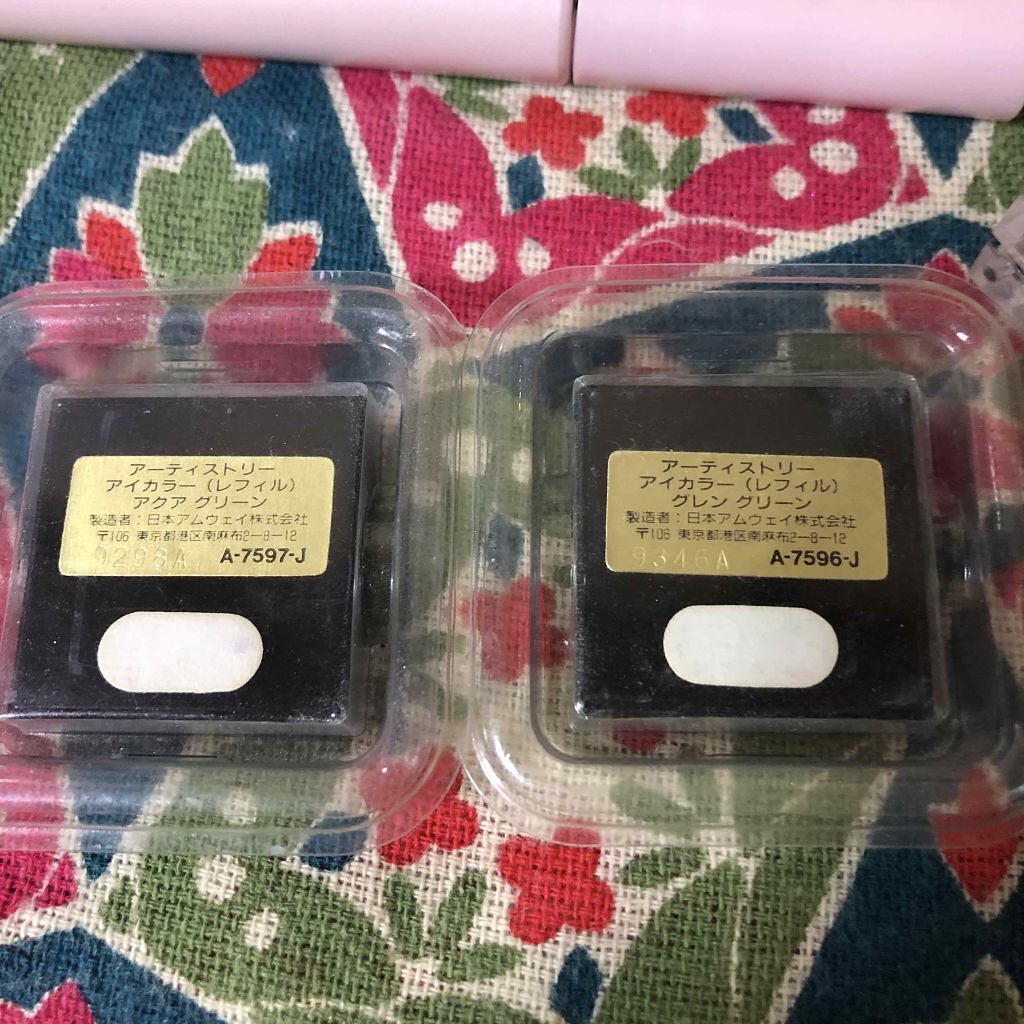 アーティストリー
アイカラー（レフィル）
アクア グリーン
製造者：日本アムウェイ株式会社
〒106 東京都港区南麻布2-8-12
9298A A-7597-J
アーティストリー
アイカラー（レフィル）
グレン グリーン
製造者：日本アムウェイ株式会社
〒106 東京都港区南麻布2-8-12
9346A A-7596-J